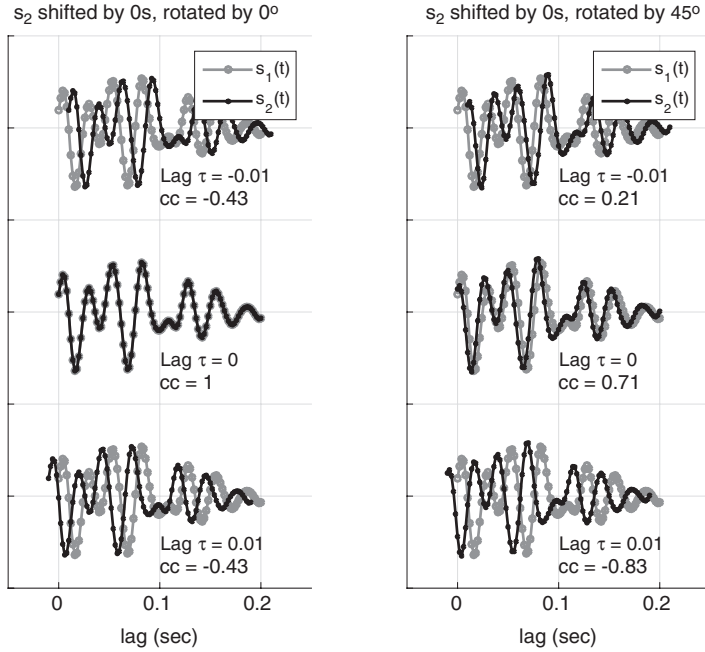 s2 shifted by 0s, rotated by 0º
s1(t)
s2(t)
Lag τ = -0.01
cc = -0.43
Lag τ = 0
cc = 1
Lag τ = 0.01
cc = -0.43
0 0.1 0.2
lag (sec)
s2 shifted by 0s, rotated by 45º
s1(t)
s2(t)
Lag τ = -0.01
cc = 0.21
Lag τ = 0
cc = 0.71
Lag τ = 0.01
cc = -0.83
0 0.1 0.2
lag (sec)